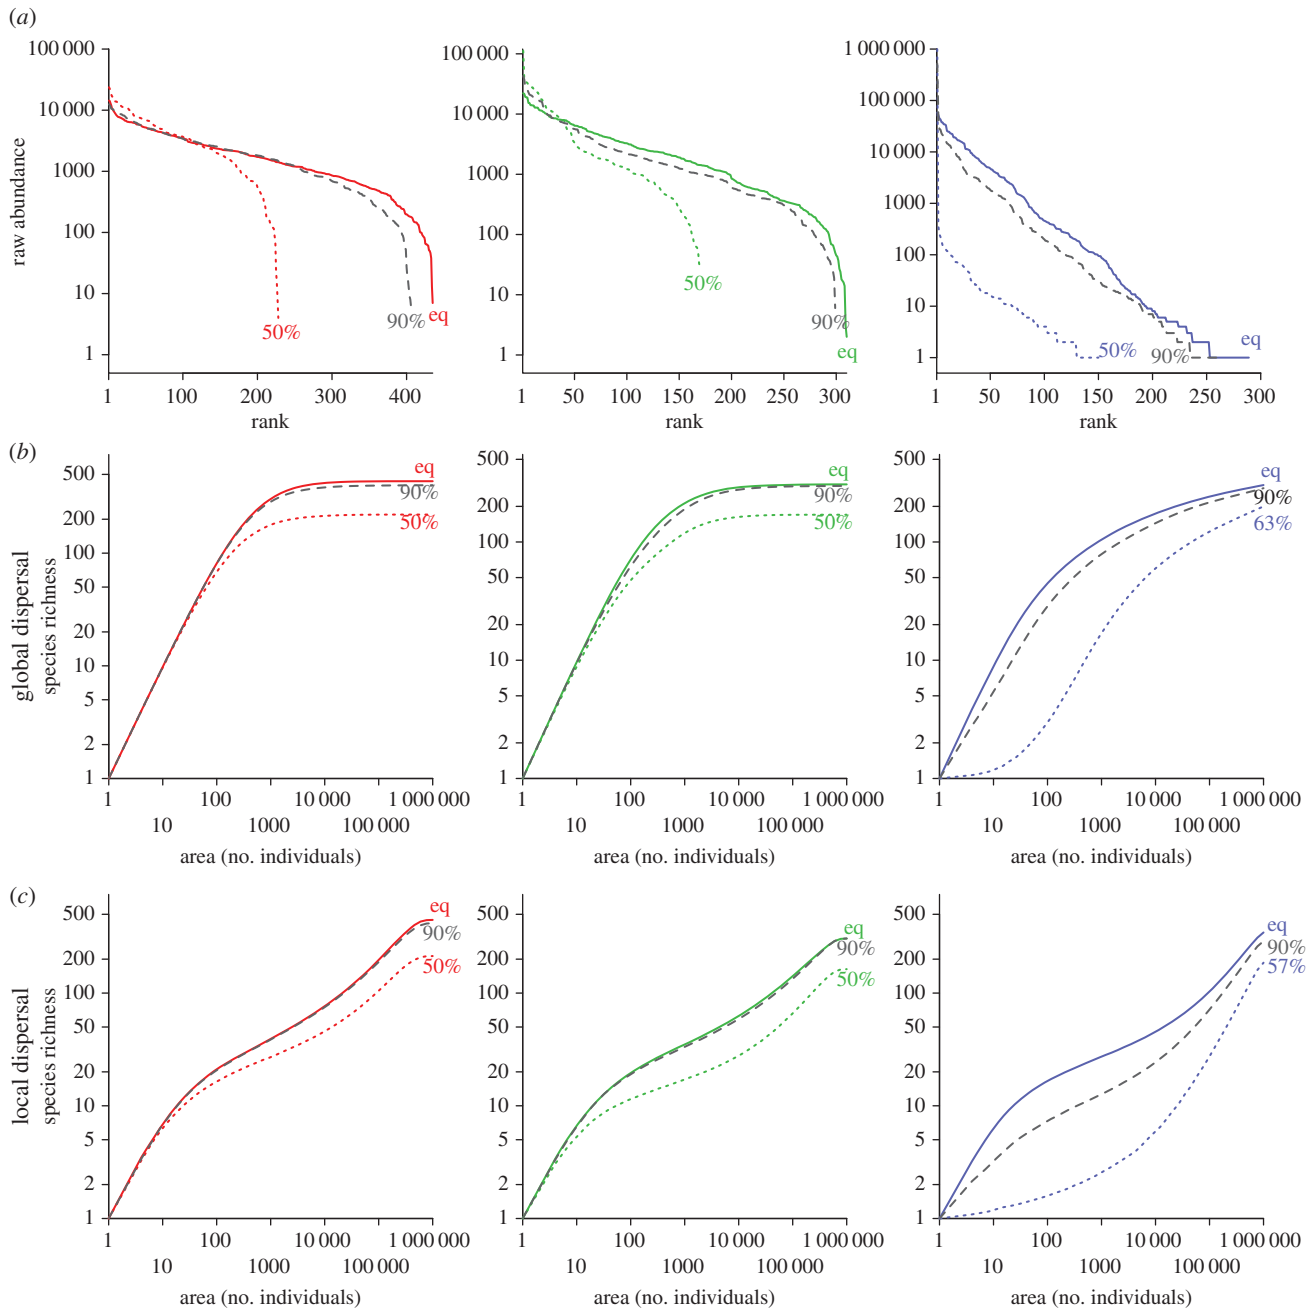 (a)
100 000
10 000
1000
100
10
1
raw abundance
50%
90%
eq
1 100 200 300 400
rank
100 000
10 000
1000
100
10
1
50%
90%
eq
1 50 100 150 200 250 300
rank
1 000 000
100 000
10 000
1000
100
10
1
50%
90%
eq
1 50 100 150 200 250 300
rank
(b)
500
200
100
50
20
10
5
2
1
global dispersal
species richness
eq
90%
50%
1 100 10 000 1 000 000
10 1000 100 000
area (no. individuals)
500
200
100
50
20
10
5
2
1
eq
90%
50%
1 100 10 000 1 000 000
10 1000 100 000
area (no. individuals)
500
200
100
50
20
10
5
2
1
eq
90%
63%
1 100 10 000 1 000 000
10 1000 100 000
area (no. individuals)
(c)
500
200
100
50
20
10
5
2
1
local dispersal
species richness
eq
90%
50%
1 100 10 000 1 000 000
10 1000 100 000
area (no. individuals)
500
200
100
50
20
10
5
2
1
eq
90%
50%
1 100 10 000 1 000 000
10 1000 100 000
area (no. individuals)
500
200
100
50
20
10
5
2
1
eq
90%
57%
1 100 10 000 1 000 000
10 1000 100 000
area (no. individuals)